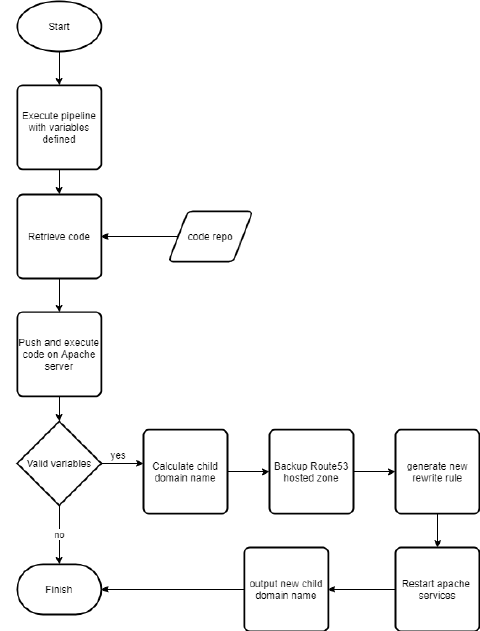 Start
Execute pipeline
with variables
defined
Retrieve code
code repo
Push and execute
code on Apache
server
Valid variables
yes
Calculate child
domain name
Backup Route53
hosted zone
generate new
rewrite rule
no
Finish
output new child
domain name
Restart apache
services